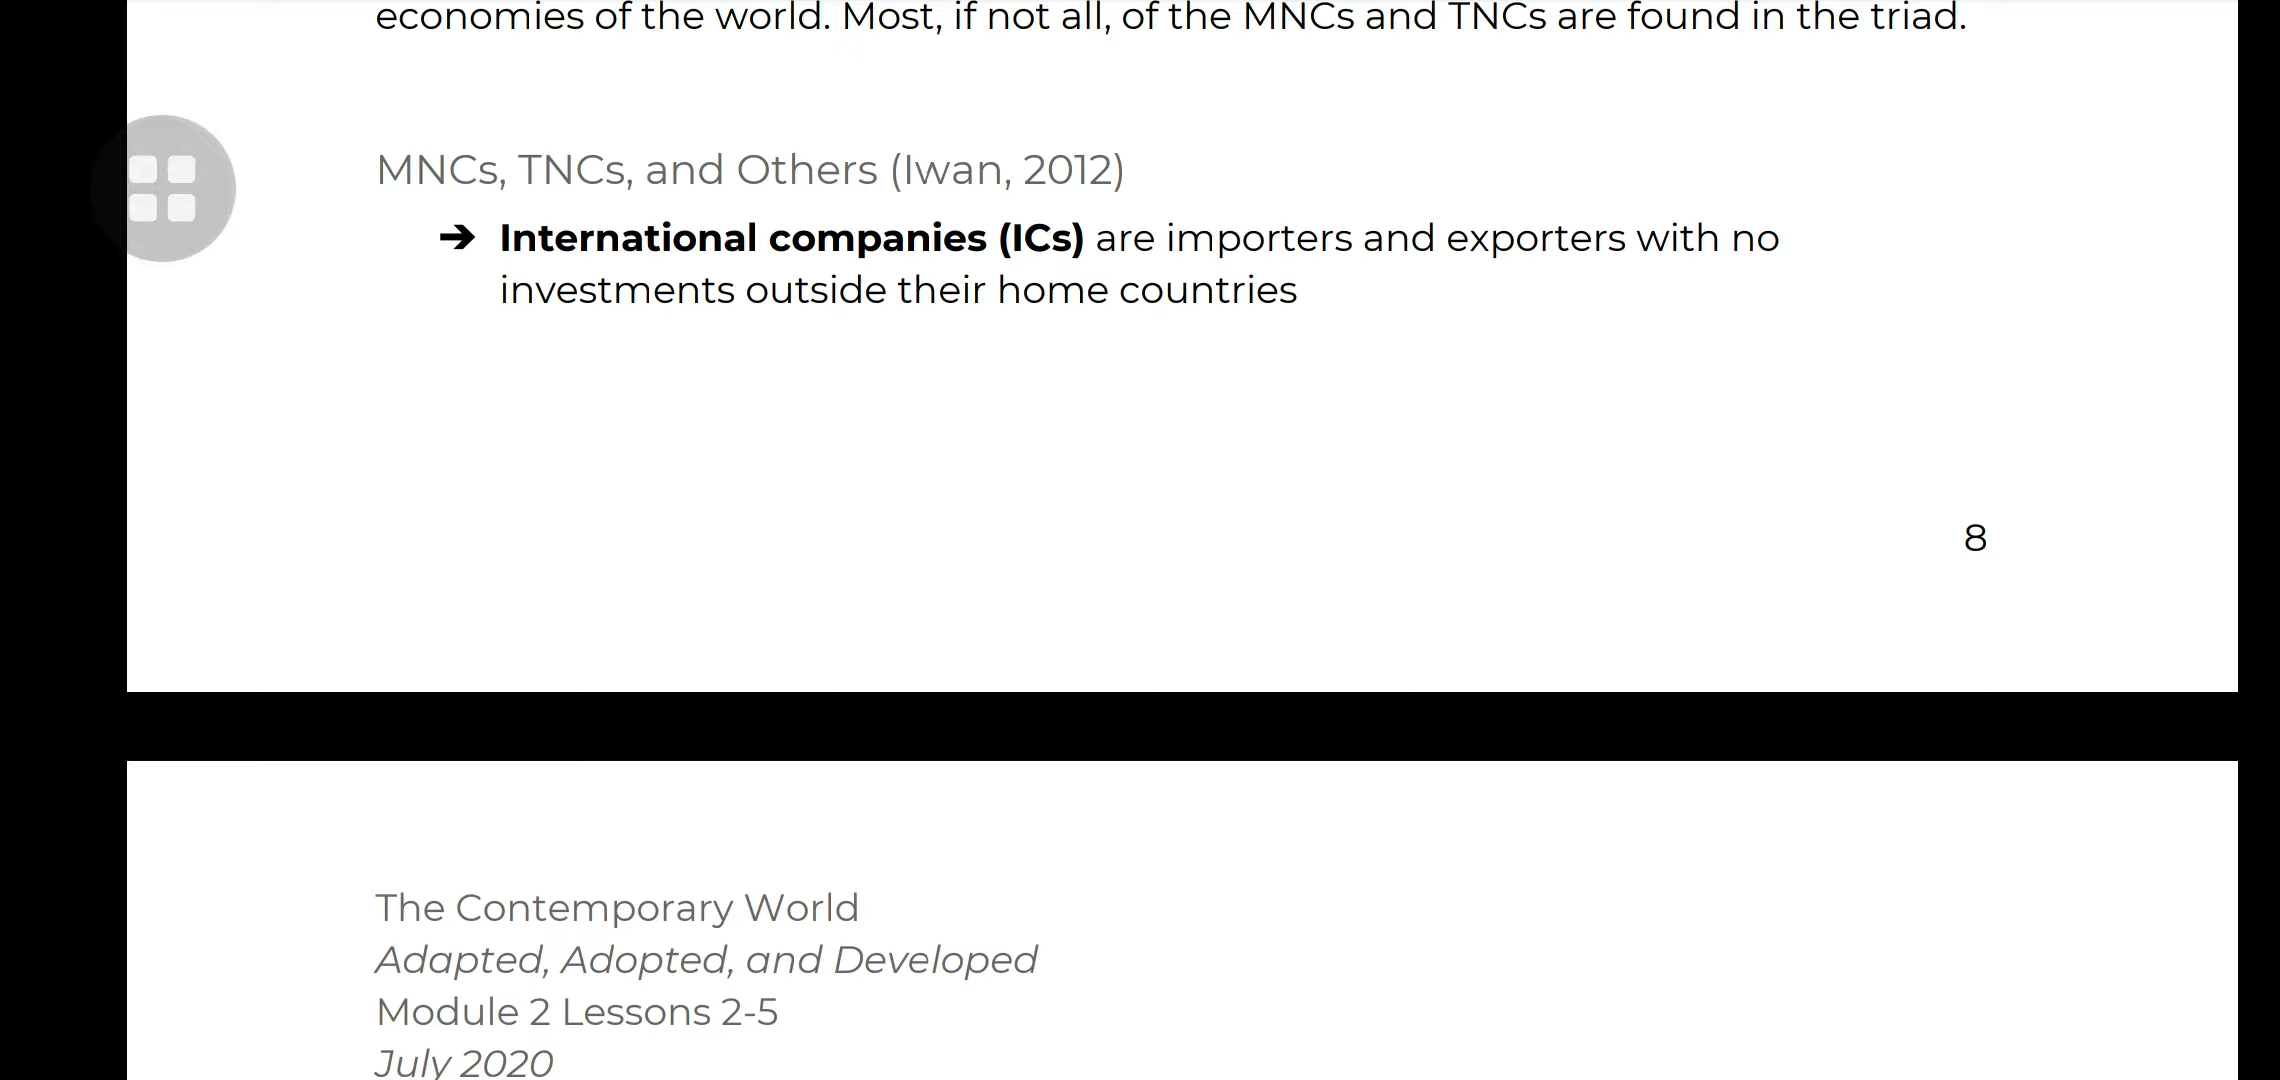 economies of the world. Most, if not all, of the MNCs and TNCs are found in the triad.
MNCs, TNCs, and Others (Iwan, 2012)
➔ International companies (ICs) are importers and exporters with no
investments outside their home countries
8
The Contemporary World
Adapted, Adopted, and Developed
Module 2 Lessons 2-5
July 2020